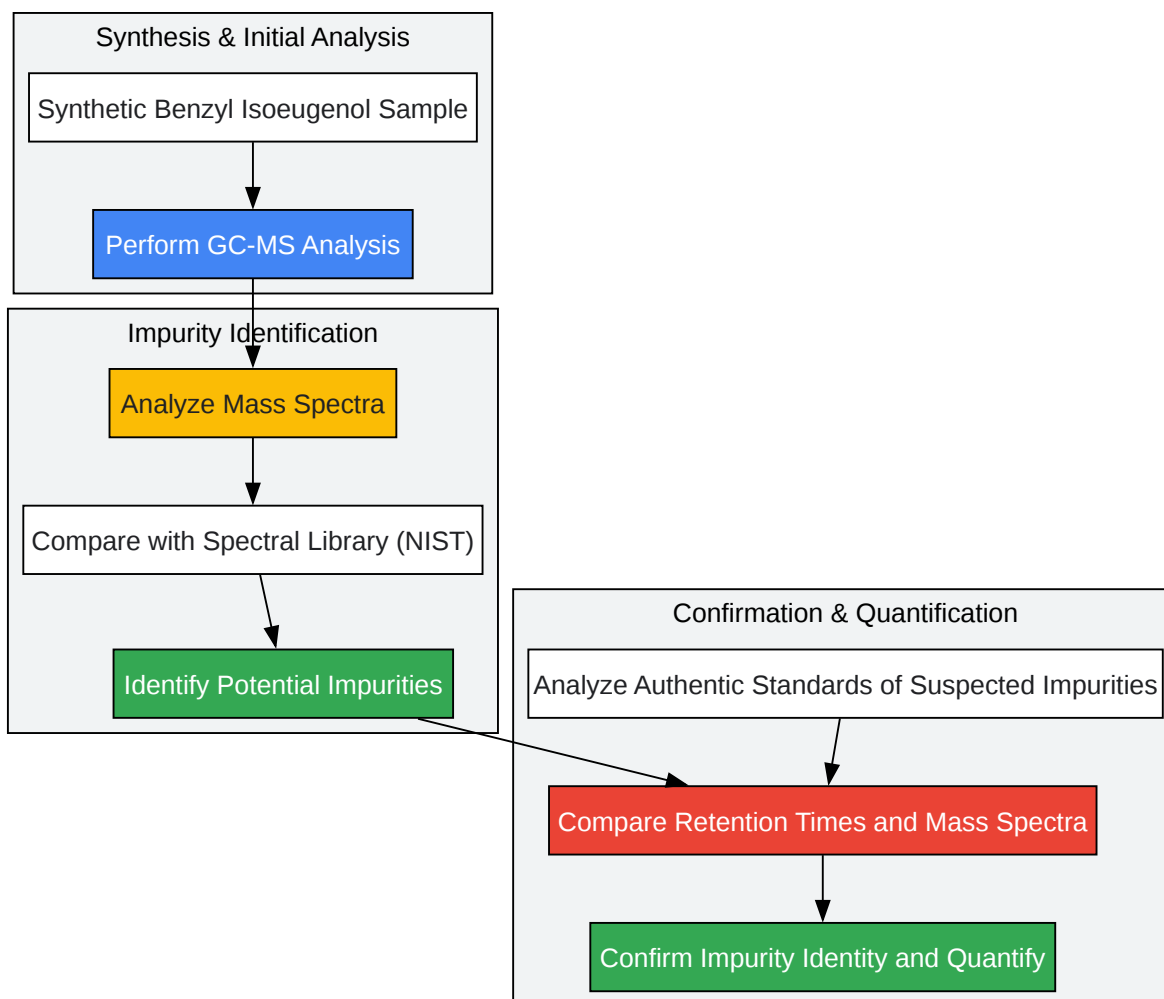 Synthesis & Initial Analysis
Synthetic Benzyl Isoeugenol Sample
Perform GC-MS Analysis
Impurity Identification
Analyze Mass Spectra
Compare with Spectral Library (NIST)
Identify Potential Impurities
Confirmation & Quantification
Analyze Authentic Standards of Suspected Impurities
Compare Retention Times and Mass Spectra
Confirm Impurity Identity and Quantify